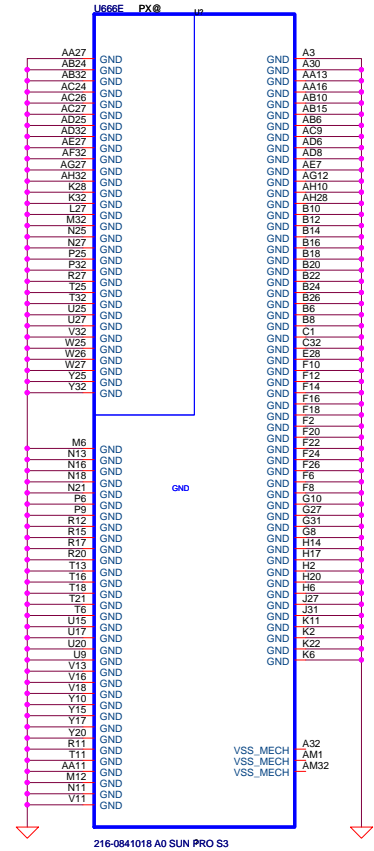 U666E PX@
AA27 GND
AB24 GND
AB32 GND
AC24 GND
AC26 GND
AC27 GND
AD25 GND
AD32 GND
AE27 GND
AF32 GND
AG27 GND
AH32 GND
K28 GND
K32 GND
L27 GND
M32 GND
N25 GND
N27 GND
P25 GND
P32 GND
R27 GND
T25 GND
T32 GND
U25 GND
U27 GND
V32 GND
W25 GND
W26 GND
W27 GND
Y25 GND
Y32 GND
M6 GND
N13 GND
N16 GND
N18 GND
N21 GND
P6 GND
P9 GND
R12 GND
R15 GND
R17 GND
R20 GND
T13 GND
T16 GND
T18 GND
T21 GND
T6 GND
U15 GND
U17 GND
U20 GND
U9 GND
V13 GND
V16 GND
V18 GND
Y10 GND
Y15 GND
Y17 GND
Y20 GND
R11 GND
T11 GND
AA11 GND
M12 GND
N11 GND
V11 GND
GND
GND A3
GND A30
GND AA13
GND AA16
GND AB10
GND AB15
GND AB6
GND AC9
GND AD6
GND AD8
GND AE7
GND AG12
GND AH10
GND AH28
GND B10
GND B12
GND B14
GND B16
GND B18
GND B20
GND B22
GND B24
GND B26
GND B6
GND B8
GND C1
GND C32
GND E28
GND F10
GND F12
GND F14
GND F16
GND F18
GND F2
GND F20
GND F22
GND F24
GND F26
GND F6
GND F8
GND G10
GND G27
GND G31
GND G8
GND H14
GND H17
GND H2
GND H20
GND H6
GND J27
GND J31
GND K11
GND K2
GND K22
GND K6
VSS_MECH A32
VSS_MECH AM1
VSS_MECH AM32
216-0841018 A0 SUN PRO S3